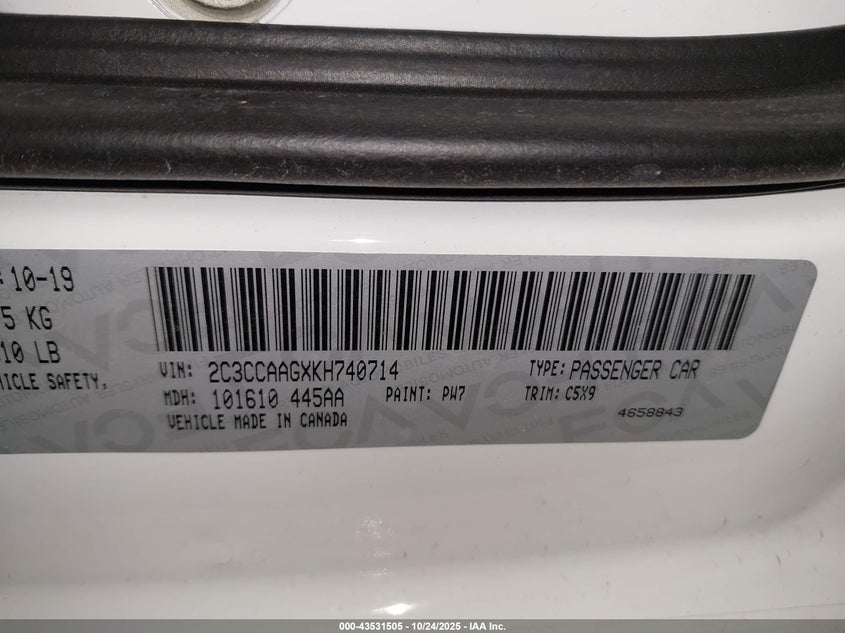 : 10-19
5 KG
10 LB
HICLE SAFETY,
VIN: 2C3CCAAGXKH740714
TYPE: PASSENGER CAR
MDH: 101610 445AA
PAINT: PW7
TRIM: C5X9
VEHICLE MADE IN CANADA
4658843
000-43531505 • 10/24/2025 • IAA Inc.